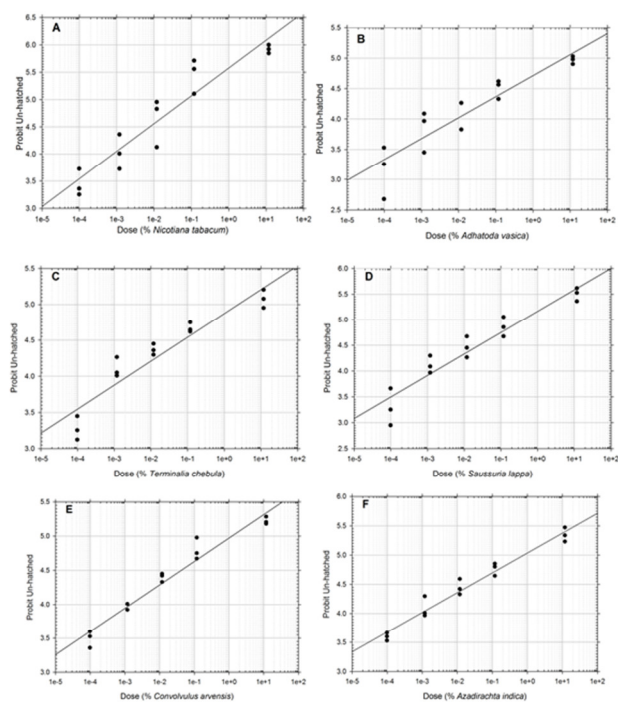 A
6.5
6.0
5.5
5.0
4.5
4.0
3.5
3.0
Probit Un-hatched
1e-5 1e-4 1e-3 1e-2 1e-1 1e0 1e+1 1e+2
Dose (% Nicotiana tabacum)
B
5.5
5.0
4.5
4.0
3.5
3.0
2.5
Probit Unhatched
1e-5 1e-4 1e-3 1e-2 1e-1 1e0 1e+1 1e+2
Dose (% Adhatoda vasica)
C
5.5
5.0
4.5
4.0
3.5
3.0
Probit Un-hatched
1e-5 1e-4 1e-3 1e-2 1e-1 1e+0 1e+1 1e+2
Dose (% Terminalia chebula)
D
6.0
5.5
5.0
4.5
4.0
3.5
3.0
2.5
Probit Un-hatched
1e-5 1e-4 1e-3 1e-2 1e-1 1e+0 1e+1 1e+2
Dose (% Saussuria lappa)
E
5.5
5.0
4.5
4.0
3.5
3.0
Probit Un-hatched
1e-5 1e-4 1e-3 1e-2 1e-1 1e+0 1e+1 1e+2
Dose (% Convolvulus arvensis)
F
6.0
5.5
5.0
4.5
4.0
3.5
3.0
Probit Un-hatched
1e-5 1e-4 1e-3 1e-2 1e-1 1e+0 1e+1 1e+2
Dose (% Azadirachta indica)